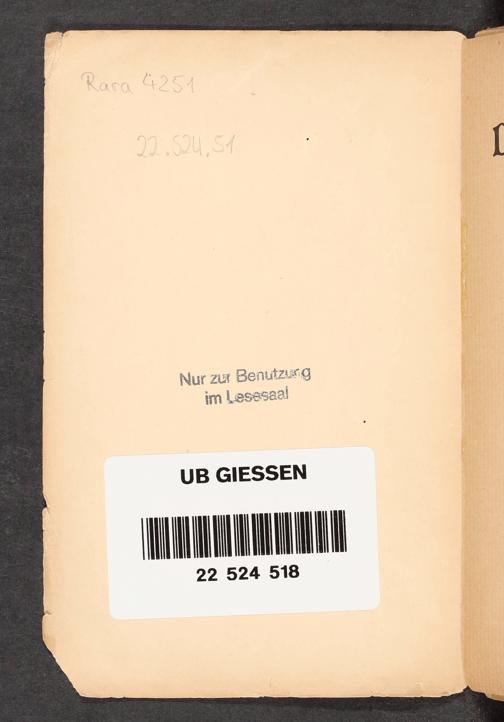 Rara 4251
22.524.51
Nur zur Benutzung
im Lesesaal
UB GIESSEN
22 524 518